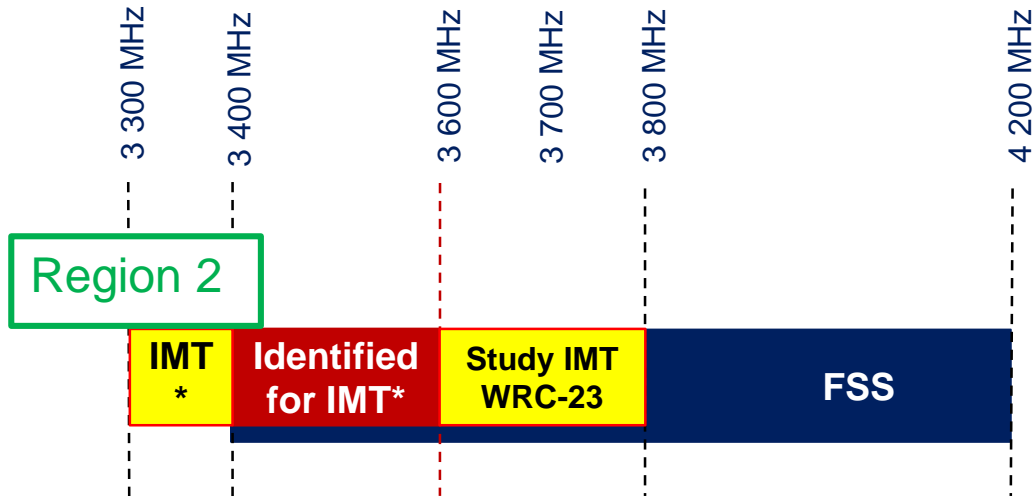 3 300 MHz
3 400 MHz
3 600 MHz
3 700 MHz
3 800 MHz
4 200 MHz
Region 2
IMT
*
Identified
for IMT*
Study IMT
WRC-23
FSS